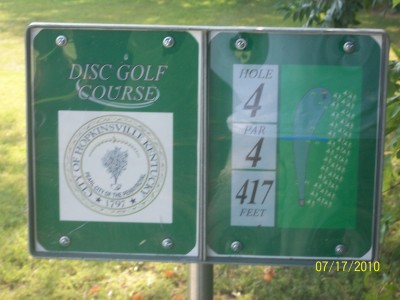 DISC GOLF
COURSE
CITY OF HOPKINSVILLE, KENTUCKY
1797
HOLE
4
PAR
4
417
FEET
07/17/2010